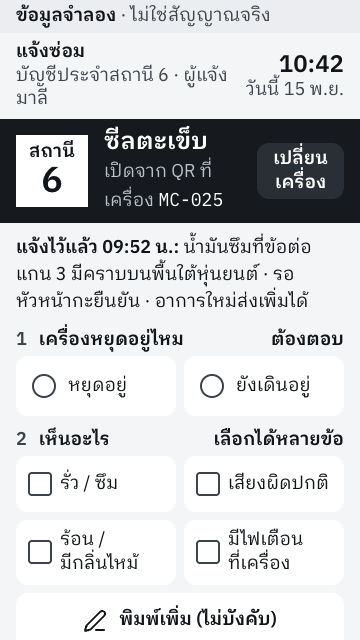 ข้อมูลจำลอง · ไม่ใช่สัญญาณจริง
แจ้งซ่อม
บัญชีประจำสถานี 6 · ผู้แจ้ง
มาลี
10:42
วันนี้ 15 พ.ย.
สถานี
6
ซีลตะเข็บ
เปิดจาก QR ที่
เครื่อง MC-025
เปลี่ยน
เครื่อง
แจ้งไว้แล้ว 09:52 น.: น้ำมันซึมที่ข้อต่อ
แกน 3 มีคราบบนพื้นใต้หุ่นยนต์ · รอ
หัวหน้ากะยืนยัน · อาการใหม่ส่งเพิ่มได้
1 เครื่องหยุดอยู่ไหม ต้องตอบ
หยุดอยู่ ยังเดินอยู่
2 เห็นอะไร เลือกได้หลายข้อ
รั่ว / ซึม เสียงผิดปกติ
ร้อน /
มีกลิ่นไหม้
มีไฟเตือน
ที่เครื่อง
พิมพ์เพิ่ม (ไม่บังคับ)